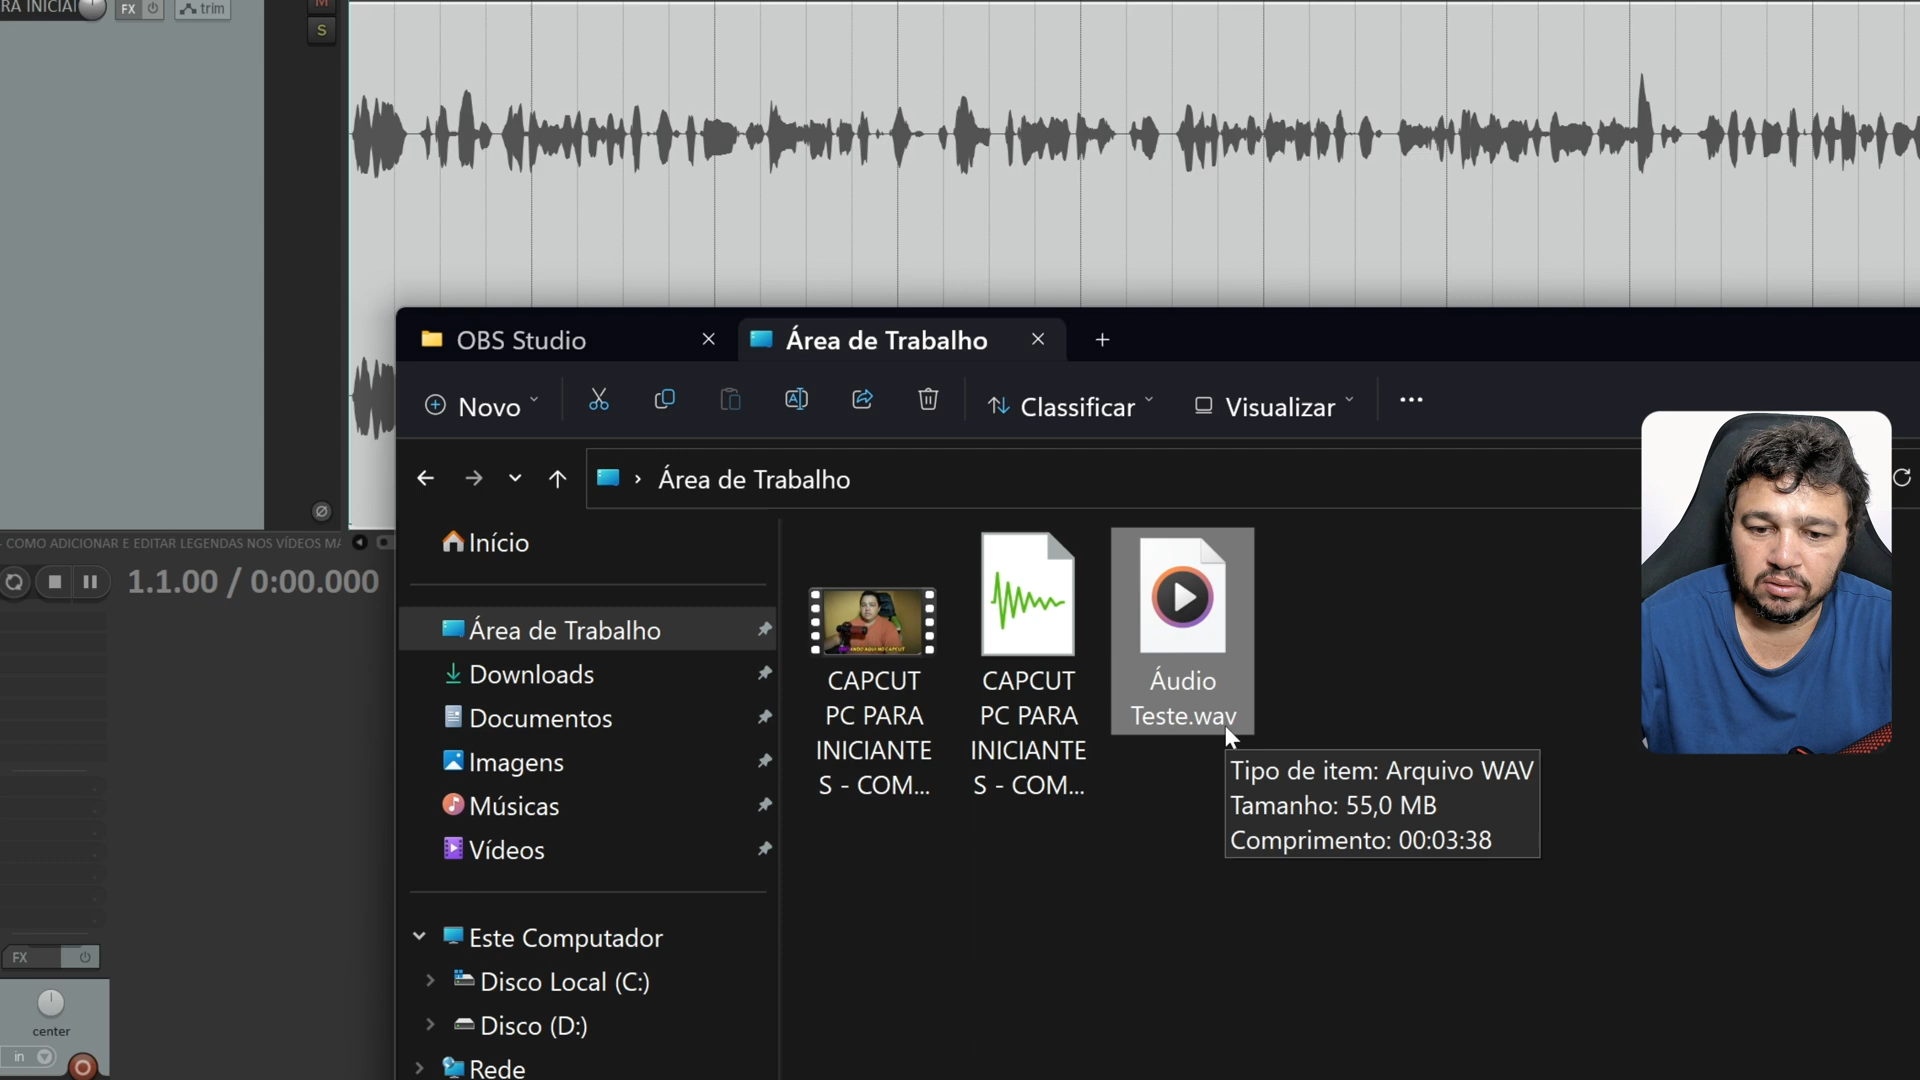 RA INICIAI
FX
trim
M
S
OBS Studio
Área de Trabalho
Novo
Classificar
Visualizar
Área de Trabalho
Início
Área de Trabalho
Downloads
Documentos
Imagens
Músicas
Vídeos
Este Computador
Disco Local (C:)
Disco (D:)
Rede
CAPCUT
PC PARA
INICIANTE
S - COM...
CAPCUT
PC PARA
INICIANTE
S - COM...
Áudio
Teste.wav
Tipo de item: Arquivo WAV
Tamanho: 55,0 MB
Comprimento: 00:03:38
- COMO ADICIONAR E EDITAR LEGENDAS NOS VÍDEOS MA
1.1.00 / 0:00.000
FX
center
in